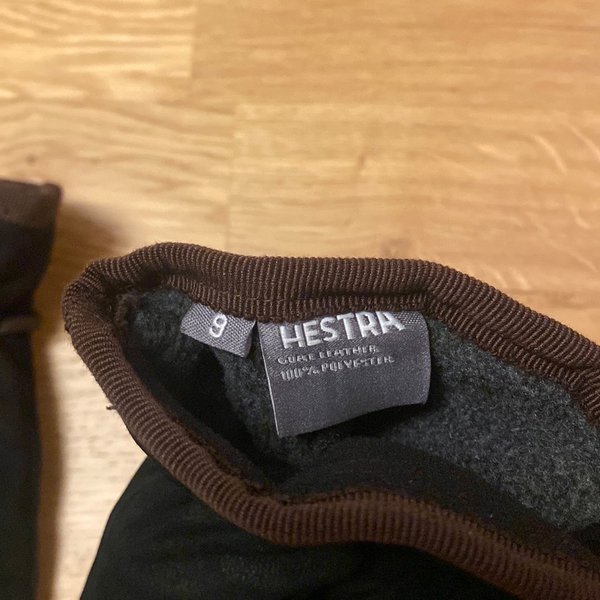 9
HESTRA
GOAT LEATHER
100% POLYESTER